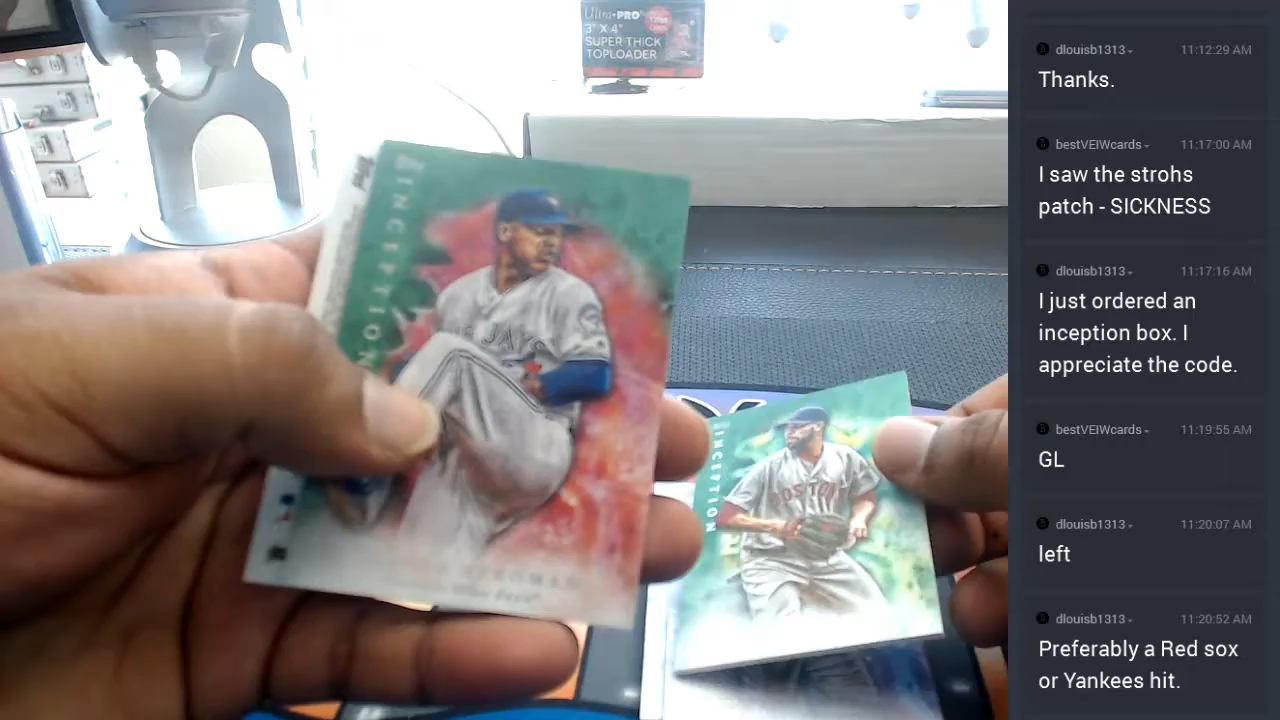 Ultra·PRO
3" X 4"
SUPER THICK
TOPLOADER
INCEPTION
JAYS
INCEPTION
BOSTON
dlouisb1313
11:12:29 AM
Thanks.
bestVEIWcards
11:17:00 AM
I saw the strohs
patch - SICKNESS
dlouisb1313
11:17:16 AM
I just ordered an
inception box. I
appreciate the code.
bestVEIWcards
11:19:55 AM
GL
dlouisb1313
11:20:07 AM
left
dlouisb1313
11:20:52 AM
Preferably a Red sox
or Yankees hit.